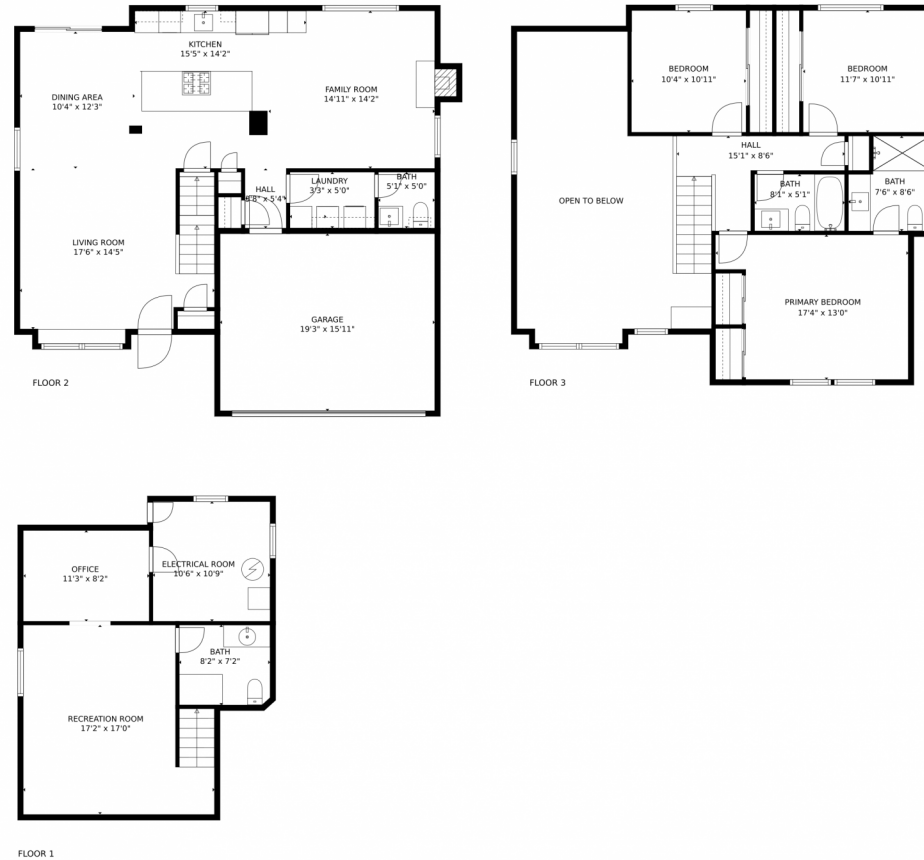 KITCHEN
15'5" x 14'2"
DINING AREA
10'4" x 12'3"
FAMILY ROOM
14'11" x 14'2"
HALL
8'8" x 5'4"
LAUNDRY
3'3" x 5'0"
BATH
5'1" x 5'0"
LIVING ROOM
17'6" x 14'5"
GARAGE
19'3" x 15'11"
FLOOR 2
BEDROOM
10'4" x 10'11"
BEDROOM
11'7" x 10'11"
HALL
15'1" x 8'6"
BATH
8'1" x 5'1"
BATH
7'6" x 8'6"
OPEN TO BELOW
PRIMARY BEDROOM
17'4" x 13'0"
FLOOR 3
OFFICE
11'3" x 8'2"
ELECTRICAL ROOM
10'6" x 10'9"
BATH
8'2" x 7'2"
RECREATION ROOM
17'2" x 17'0"
FLOOR 1